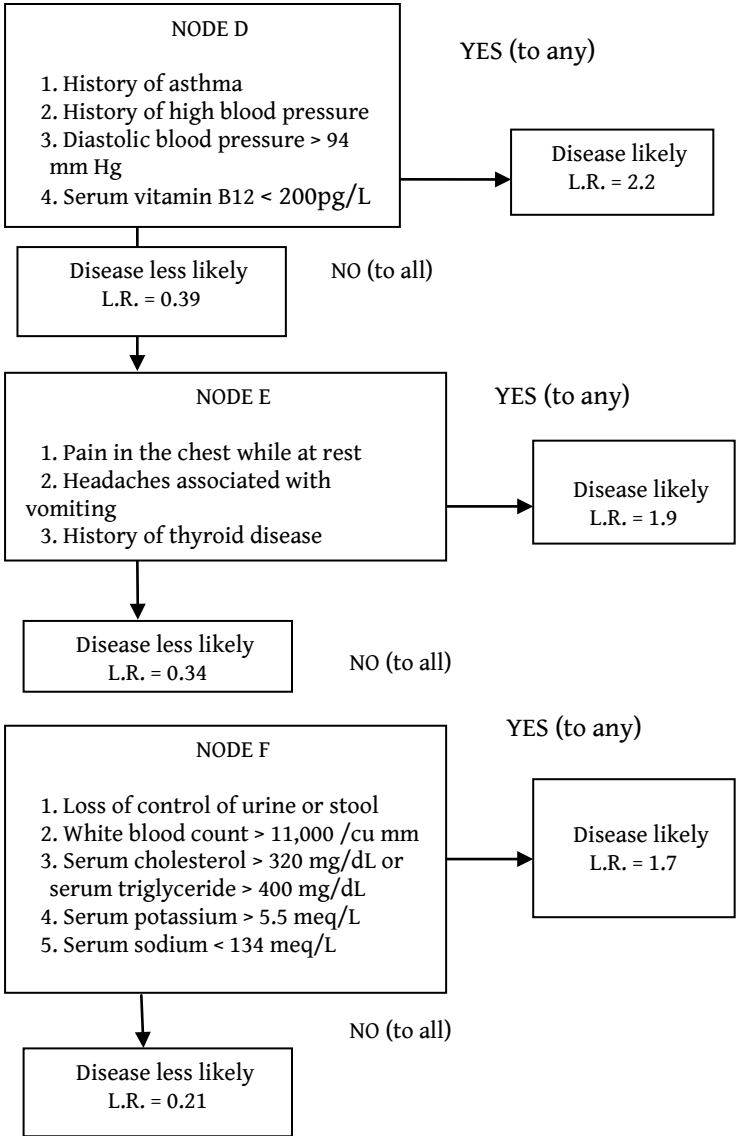 NODE D
YES (to any)
1. History of asthma
2. History of high blood pressure
3. Diastolic blood pressure > 94
mm Hg
4. Serum vitamin B12 < 200pg/L
Disease likely
L.R. = 2.2
Disease less likely
L.R. = 0.39
NO (to all)
NODE E
YES (to any)
1. Pain in the chest while at rest
2. Headaches associated with
vomiting
3. History of thyroid disease
Disease likely
L.R. = 1.9
Disease less likely
L.R. = 0.34
NO (to all)
NODE F
YES (to any)
1. Loss of control of urine or stool
2. White blood count > 11,000 /cu mm
3. Serum cholesterol > 320 mg/dL or
serum triglyceride > 400 mg/dL
4. Serum potassium > 5.5 meq/L
5. Serum sodium < 134 meq/L
Disease likely
L.R. = 1.7
NO (to all)
Disease less likely
L.R. = 0.21